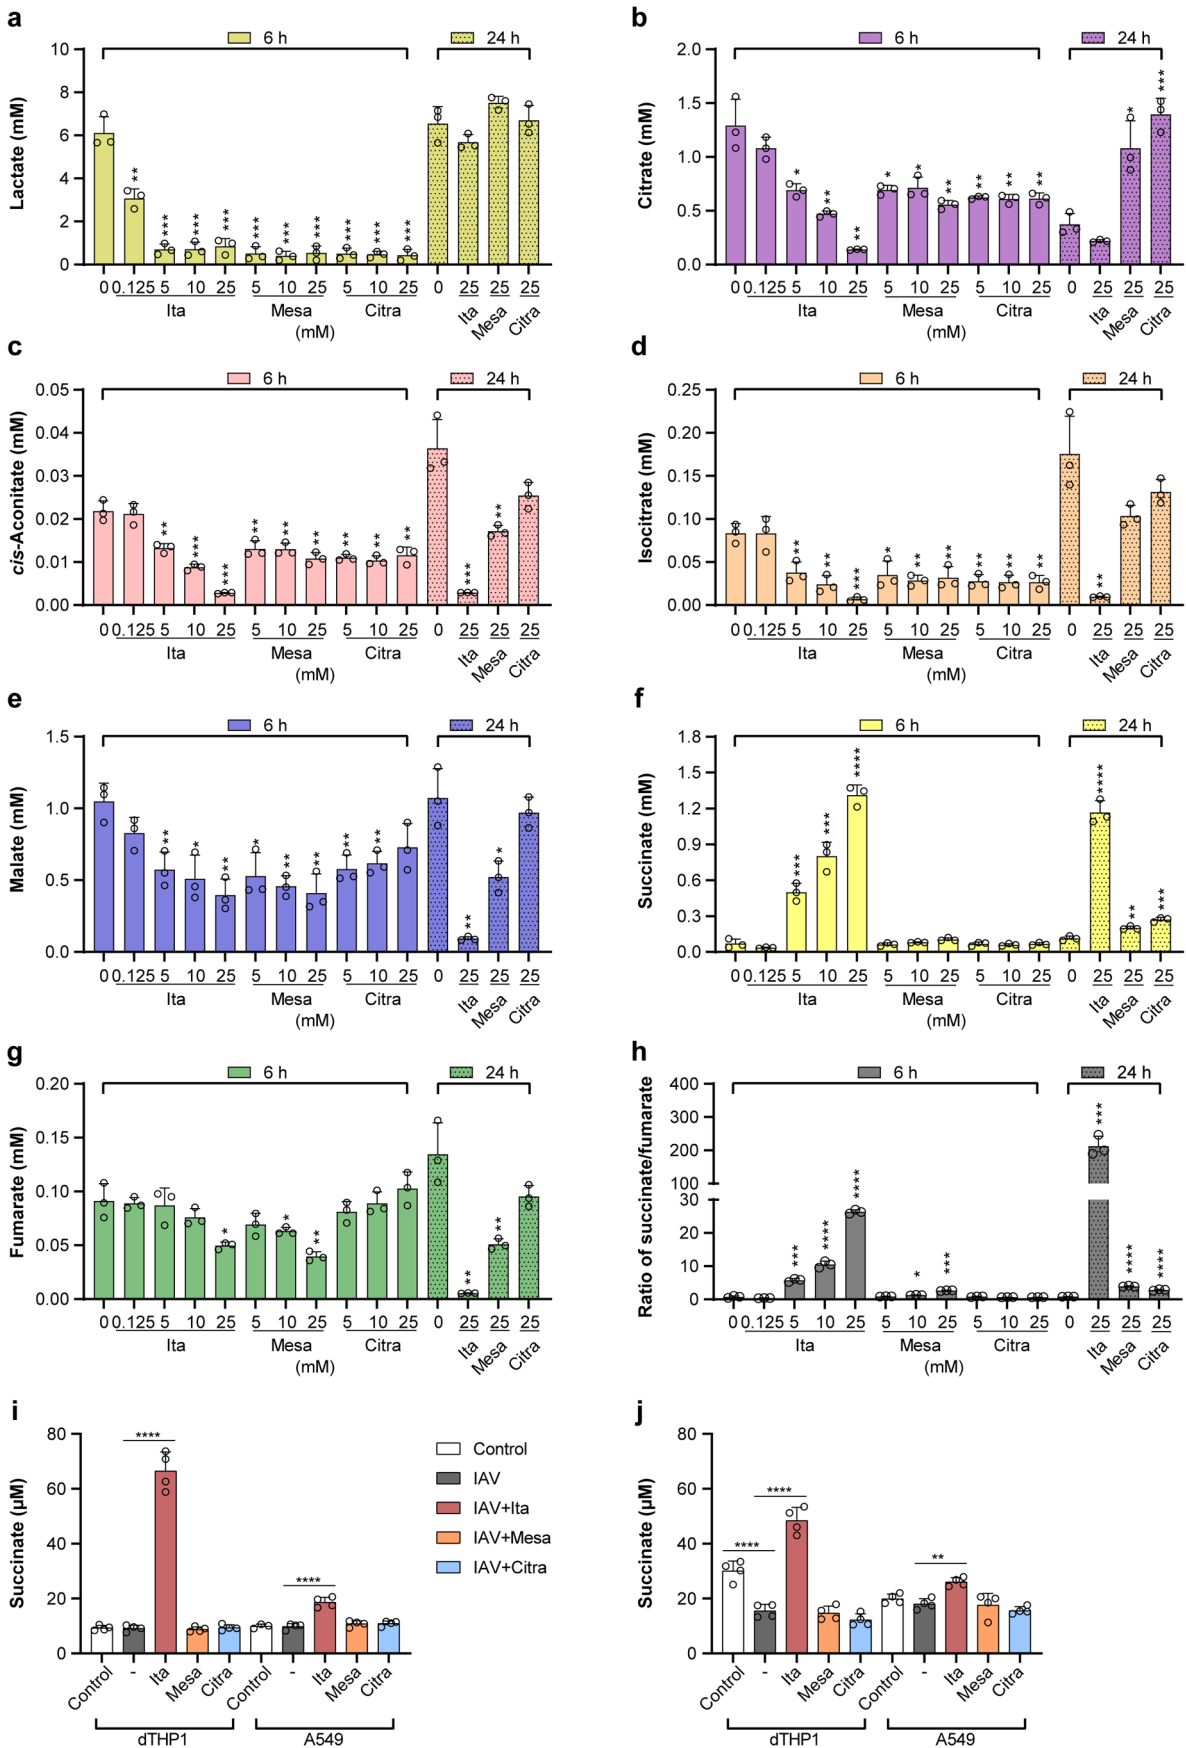 a
6 h
24 h
Lactate (mM)
10
8
6
4
2
0
** *** *** *** *** *** *** *** *** ***
0 0.125 5 10 25 5 10 25 5 10 25 0 25 25 25
Ita Mesa Citra Ita Mesa Citra
(mM)
b
6 h
24 h
Citrate (mM)
2.0
1.5
1.0
0.5
0.0
* ** ** * * ** ** ** ** * ***
0 0.125 5 10 25 5 10 25 5 10 25 0 25 25 25
Ita Mesa Citra Ita Mesa Citra
(mM)
c
6 h
24 h
cis-Aconitate (mM)
0.05
0.04
0.03
0.02
0.01
0.00
** *** *** ** ** ** ** ** ** *** **
0 0.125 5 10 25 5 10 25 5 10 25 0 25 25 25
Ita Mesa Citra Ita Mesa Citra
(mM)
d
6 h
24 h
Isocitrate (mM)
0.25
0.20
0.15
0.10
0.05
0.00
** ** *** * ** ** ** ** ** **
0 0.125 5 10 25 5 10 25 5 10 25 0 25 25 25
Ita Mesa Citra Ita Mesa Citra
(mM)
e
6 h
24 h
Malate (mM)
1.5
1.0
0.5
0.0
** * ** * ** ** ** ** ** *
0 0.125 5 10 25 5 10 25 5 10 25 0 25 25 25
Ita Mesa Citra Ita Mesa Citra
(mM)
f
6 h
24 h
Succinate (mM)
1.8
1.5
1.2
0.9
0.6
0.3
0.0
*** *** **** **** ** ***
0 0.125 5 10 25 5 10 25 5 10 25 0 25 25 25
Ita Mesa Citra Ita Mesa Citra
(mM)
g
6 h
24 h
Fumarate (mM)
0.20
0.15
0.10
0.05
0.00
* * ** ** **
0 0.125 5 10 25 5 10 25 5 10 25 0 25 25 25
Ita Mesa Citra Ita Mesa Citra
(mM)
h
6 h
24 h
Ratio of succinate/fumarate
400
300
200
100
30
20
10
0
*** **** **** * *** *** **** ****
0 0.125 5 10 25 5 10 25 5 10 25 0 25 25 25
Ita Mesa Citra Ita Mesa Citra
(mM)
i
Succinate (µM)
80
60
40
20
0
****
****
Control - Ita Mesa Citra Control - Ita Mesa Citra
dTHP1 A549
Control
IAV
IAV+Ita
IAV+Mesa
IAV+Citra
j
Succinate (µM)
80
60
40
20
0
****
****
**
Control - Ita Mesa Citra Control - Ita Mesa Citra
dTHP1 A549